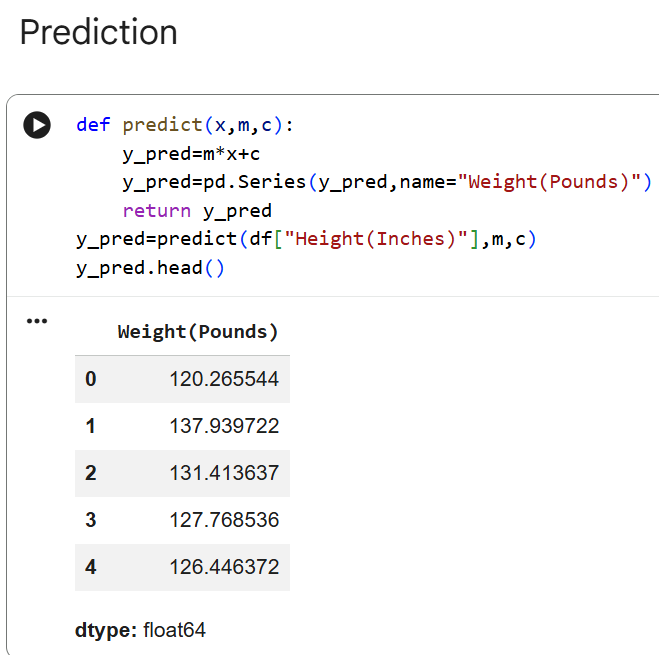 Prediction
def predict(x,m,c):
    y_pred=m*x+c
    y_pred=pd.Series(y_pred,name="Weight(Pounds)")
    return y_pred
y_pred=predict(df["Height(Inches)"],m,c)
y_pred.head()
Weight(Pounds)
0 120.265544
1 137.939722
2 131.413637
3 127.768536
4 126.446372
dtype: float64